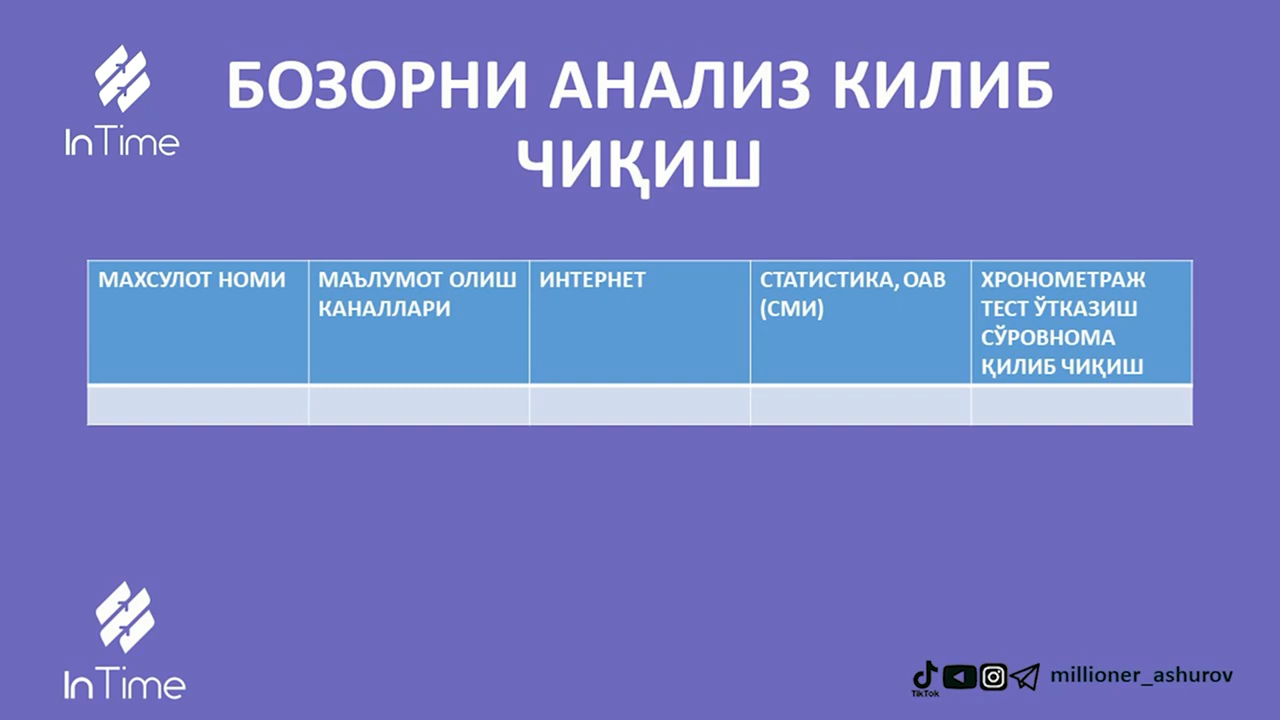 InTime
БОЗОРНИ АНАЛИЗ КИЛИБ
ЧИҚИШ
МАХСУЛОТ НОМИ
МАЪЛУМОТ ОЛИШ
КАНАЛЛАРИ
ИНТЕРНЕТ
СТАТИСТИКА, ОАВ
(СМИ)
ХРОНОМЕТРАЖ
ТЕСТ ЎТКАЗИШ
СЎРОВНОМА
ҚИЛИБ ЧИҚИШ
InTime
TikTok
millioner_ashurov